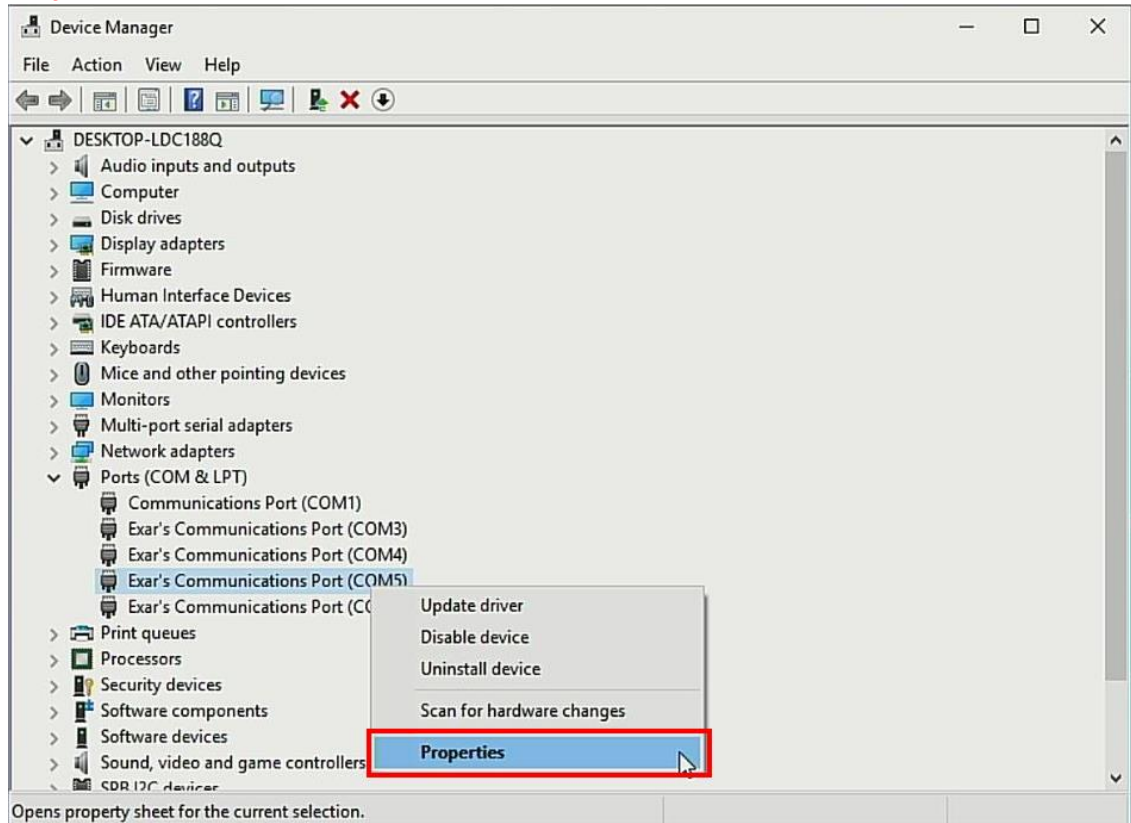 Device Manager
File Action View Help
DESKTOP-LDC188Q
Audio inputs and outputs
Computer
Disk drives
Display adapters
Firmware
Human Interface Devices
IDE ATA/ATAPI controllers
Keyboards
Mice and other pointing devices
Monitors
Multi-port serial adapters
Network adapters
Ports (COM & LPT)
Communications Port (COM1)
Exar's Communications Port (COM3)
Exar's Communications Port (COM4)
Exar's Communications Port (COM5)
Exar's Communications Port (CO
Print queues
Processors
Security devices
Software components
Software devices
Sound, video and game controllers
SPB I2C devices
Update driver
Disable device
Uninstall device
Scan for hardware changes
Properties
Opens property sheet for the current selection.